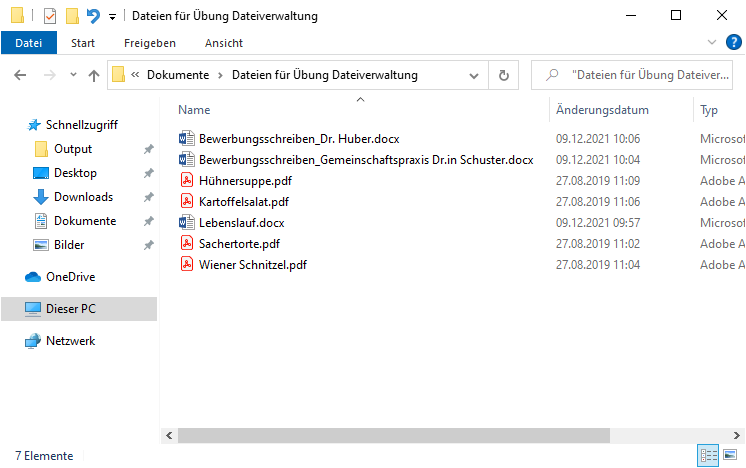 Dateien für Übung Dateiverwaltung
Datei Start Freigeben Ansicht
« Dokumente > Dateien für Übung Dateiverwaltung "Dateien für Übung Dateiver...
Name Änderungsdatum Typ
Schnellzugriff
Output
Desktop
Downloads
Dokumente
Bilder
OneDrive
Dieser PC
Netzwerk
Bewerbungsschreiben_Dr. Huber.docx 09.12.2021 10:06 Microsof
Bewerbungsschreiben_Gemeinschaftspraxis Dr.in Schuster.docx 09.12.2021 10:04 Microsof
Hühnersuppe.pdf 27.08.2019 11:09 Adobe A
Kartoffelsalat.pdf 27.08.2019 11:06 Adobe A
Lebenslauf.docx 09.12.2021 09:57 Microsof
Sachertorte.pdf 27.08.2019 11:02 Adobe A
Wiener Schnitzel.pdf 27.08.2019 11:04 Adobe A
7 Elemente